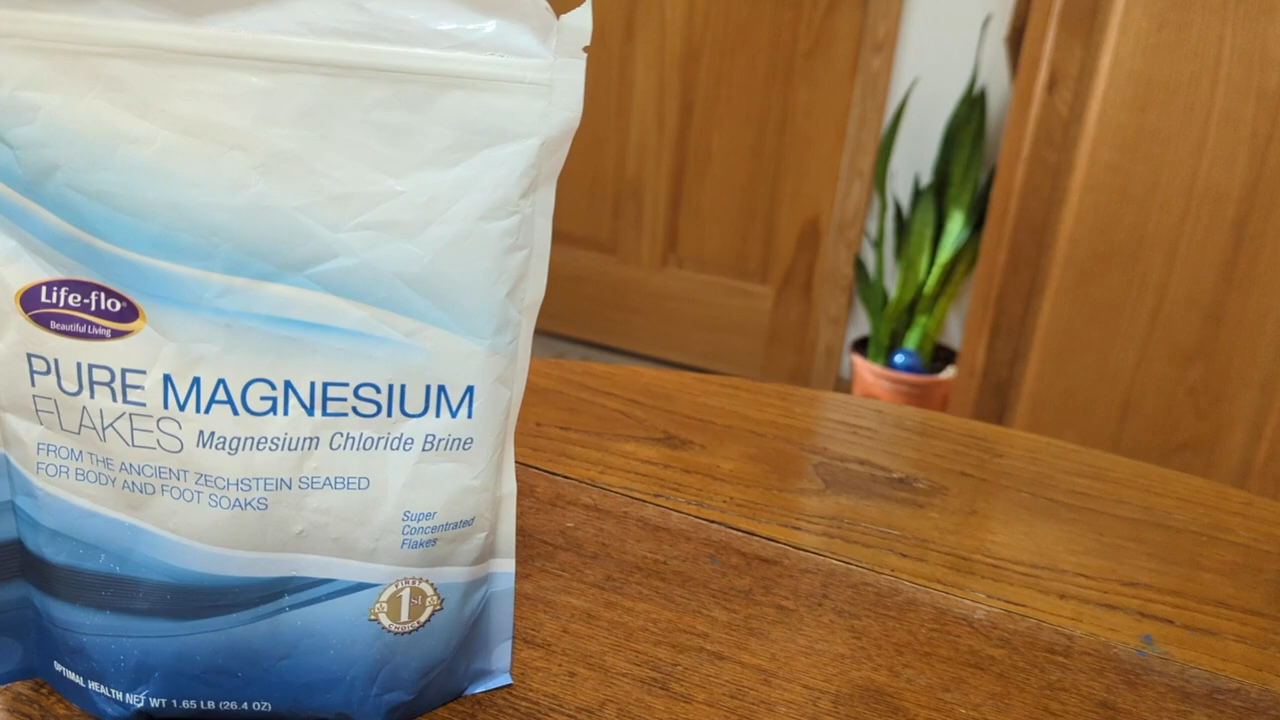 Life-flo®
Beautiful Living
PURE MAGNESIUM
FLAKES Magnesium Chloride Brine
FROM THE ANCIENT ZECHSTEIN SEABED
FOR BODY AND FOOT SOAKS
Super
Concentrated
Flakes
FIRST
1st
CHOICE
OPTIMAL HEALTH NET WT 1.65 LB (26.4 OZ)